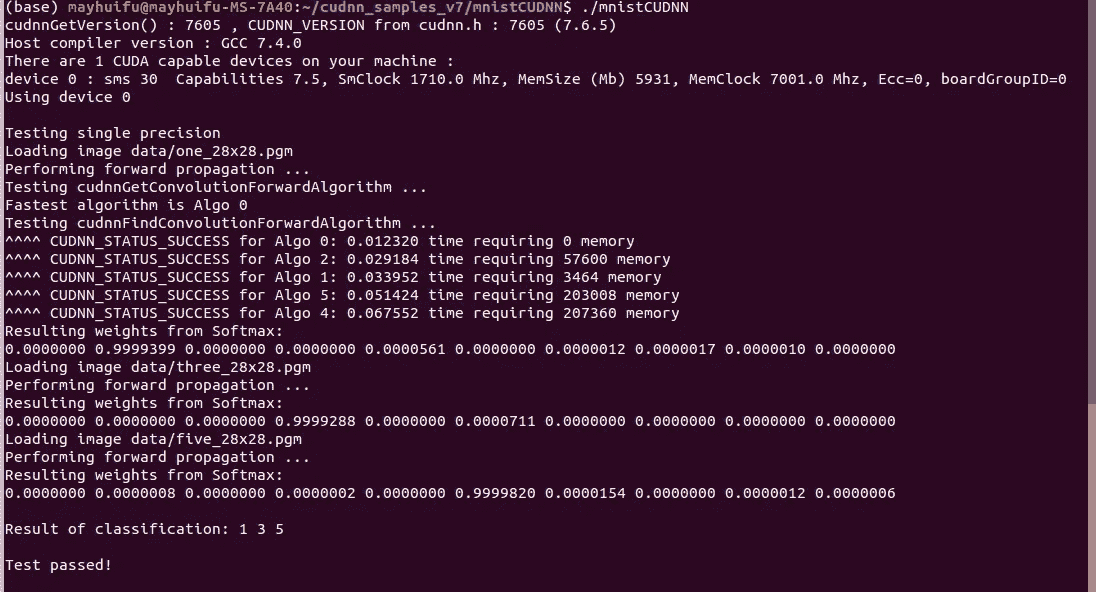 (base) mayhuifu@mayhuifu-MS-7A40:~/cudnn_samples_v7/mnistCUDNN$ ./mnistCUDNN
cudnnGetVersion() : 7605 , CUDNN_VERSION from cudnn.h : 7605 (7.6.5)
Host compiler version : GCC 7.4.0
There are 1 CUDA capable devices on your machine :
device 0 : sms 30  Capabilities 7.5, SmClock 1710.0 Mhz, MemSize (Mb) 5931, MemClock 7001.0 Mhz, Ecc=0, boardGroupID=0
Using device 0
Testing single precision
Loading image data/one_28x28.pgm
Performing forward propagation ...
Testing cudnnGetConvolutionForwardAlgorithm ...
Fastest algorithm is Algo 0
Testing cudnnFindConvolutionForwardAlgorithm ...
^^^^ CUDNN_STATUS_SUCCESS for Algo 0: 0.012320 time requiring 0 memory
^^^^ CUDNN_STATUS_SUCCESS for Algo 2: 0.029184 time requiring 57600 memory
^^^^ CUDNN_STATUS_SUCCESS for Algo 1: 0.033952 time requiring 3464 memory
^^^^ CUDNN_STATUS_SUCCESS for Algo 5: 0.051424 time requiring 203008 memory
^^^^ CUDNN_STATUS_SUCCESS for Algo 4: 0.067552 time requiring 207360 memory
Resulting weights from Softmax:
0.0000000 0.9999399 0.0000000 0.0000000 0.0000561 0.0000000 0.0000012 0.0000017 0.0000010 0.0000000
Loading image data/three_28x28.pgm
Performing forward propagation ...
Resulting weights from Softmax:
0.0000000 0.0000000 0.0000000 0.9999288 0.0000000 0.0000711 0.0000000 0.0000000 0.0000000 0.0000000
Loading image data/five_28x28.pgm
Performing forward propagation ...
Resulting weights from Softmax:
0.0000000 0.0000008 0.0000000 0.0000002 0.0000000 0.9999820 0.0000154 0.0000000 0.0000012 0.0000006
Result of classification: 1 3 5
Test passed!